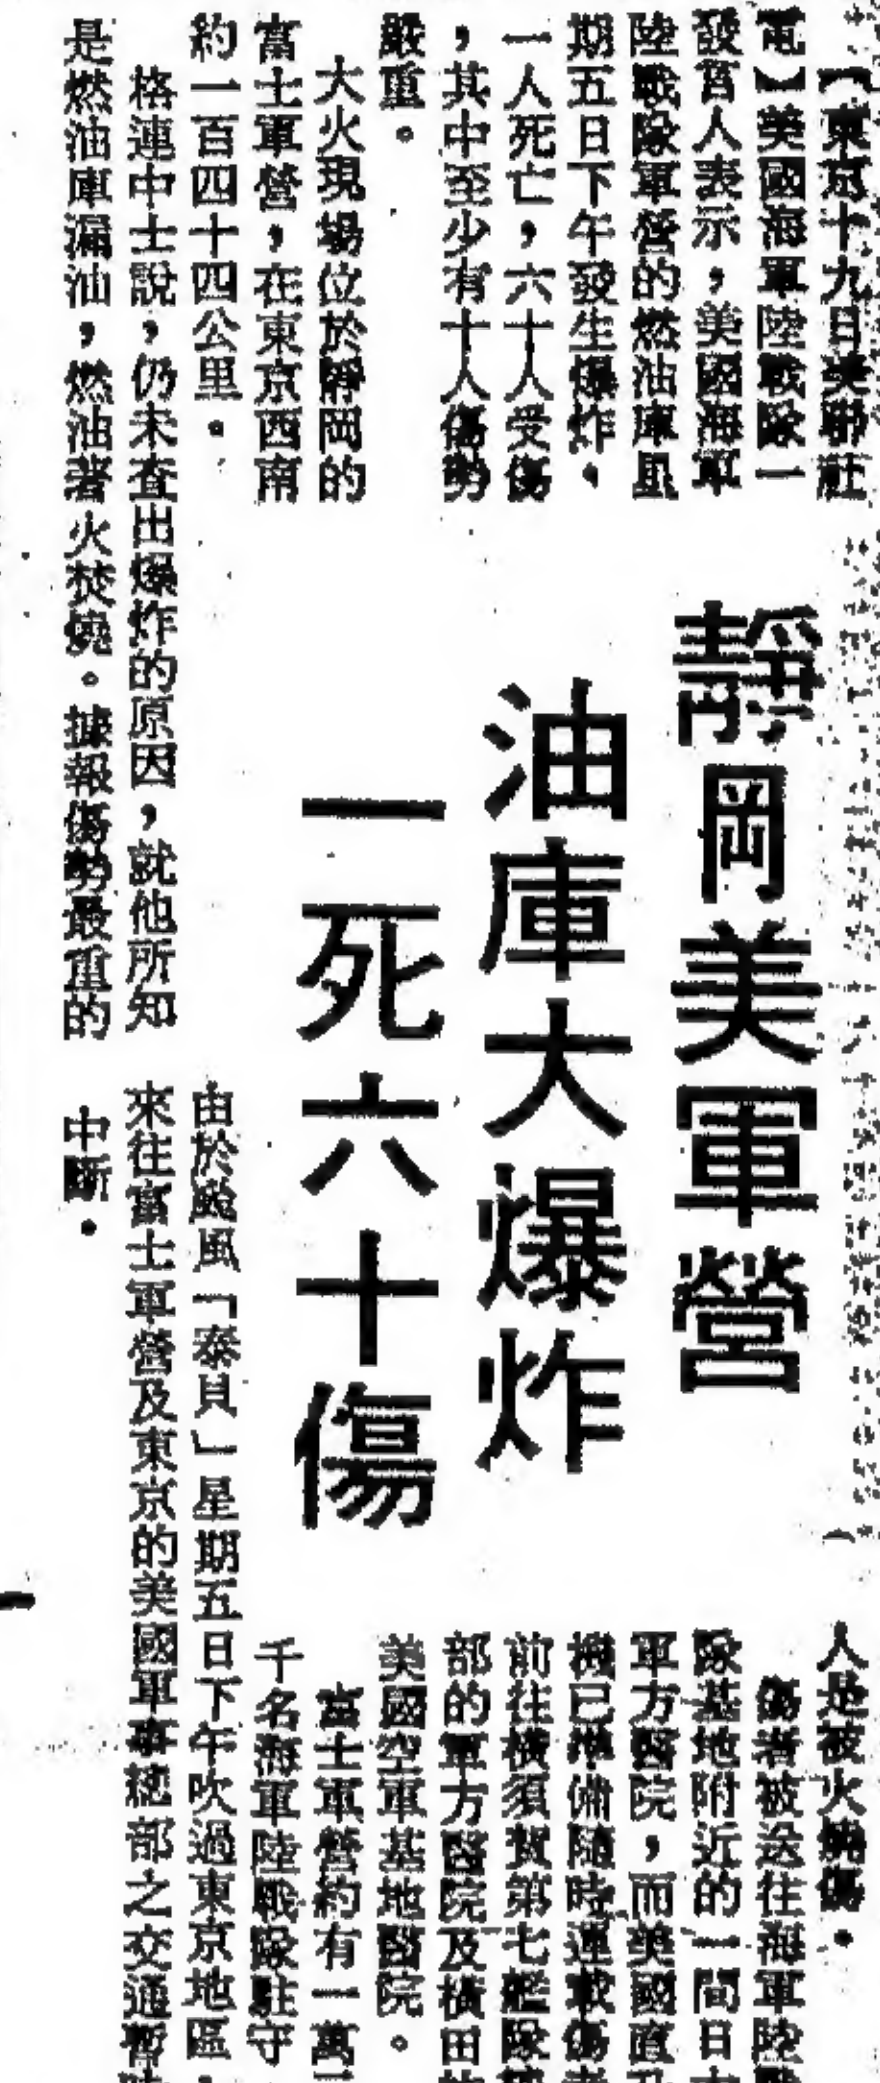 靜岡美軍營
油庫大爆炸
一死六十傷
【東京十九日美聯社
電】美國海軍陸戰隊一
發言人表示，美國海軍
陸戰隊軍營的燃油庫星
期五日下午發生爆炸．
一人死亡，六十人受傷
，其中至少有十人傷勢
嚴重。
大火現場位於靜岡的
富士軍營，在東京西南
約一百四十四公里．
格連中士說，仍未查出爆炸的原因，就他所知
是燃油庫漏油，燃油著火焚燒。據報傷勢最重的
人是被火燒傷．
傷者被送往海軍陸戰
隊基地附近的一間日本
軍方醫院，而美國直升
機已準備隨時運載傷者
前往橫須賀第七艦隊
部的軍方醫院及橫田
美國空軍基地醫院。
富士軍營約有一萬
千名海軍陸戰隊駐守．
由於颱風「泰貝」星期五日下午吹過東京地區．
來往富士軍營及東京的美國軍事總部之交通暫時
中斷．